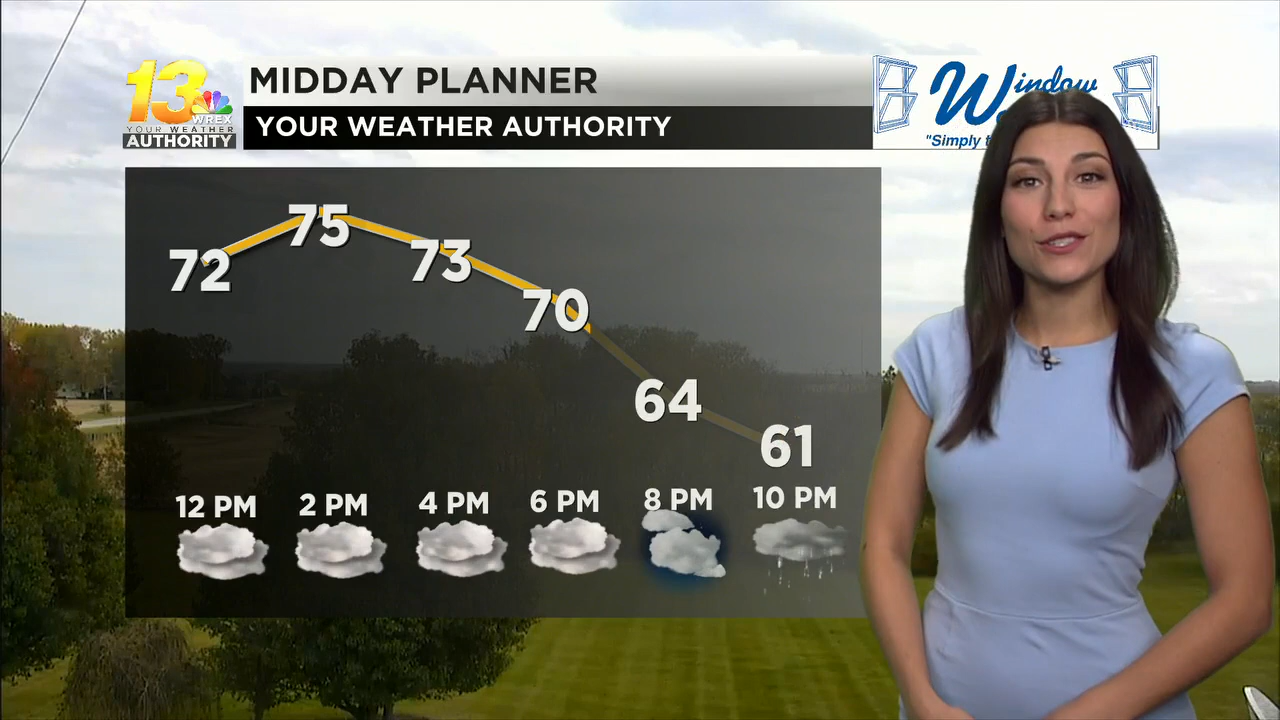 13
WREX
YOUR WEATHER
AUTHORITY
MIDDAY PLANNER
YOUR WEATHER AUTHORITY
Window
"Simply
72
75
73
70
64
61
12 PM
2 PM
4 PM
6 PM
8 PM
10 PM